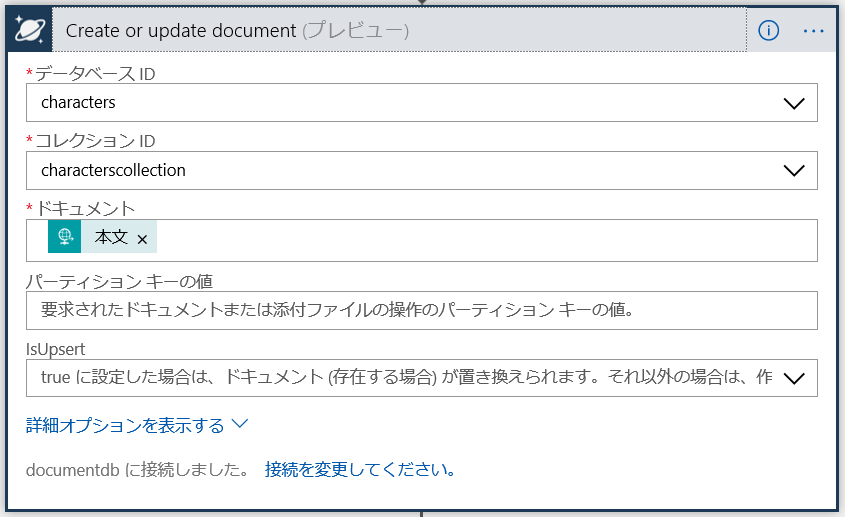 Create or update document (プレビュー)
*データベース ID
characters
*コレクション ID
characterscollection
*ドキュメント
本文 ×
パーティション キーの値
要求されたドキュメントまたは添付ファイルの操作のパーティション キーの値。
IsUpsert
true に設定した場合は、ドキュメント (存在する場合) が置き換えられます。それ以外の場合は、作
詳細オプションを表示する
documentdb に接続しました。 接続を変更してください。